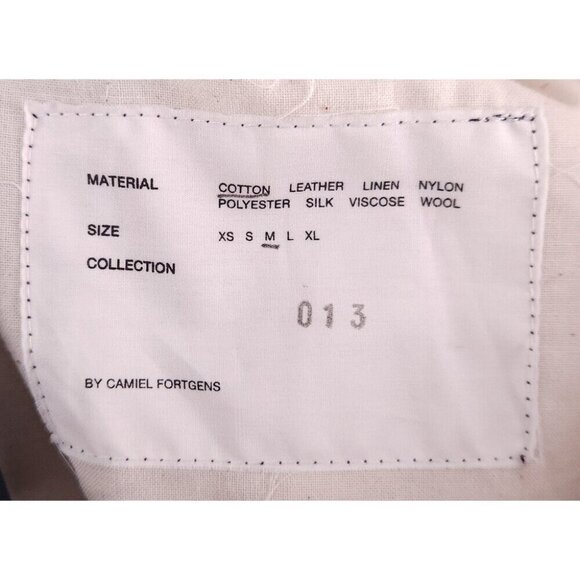 MATERIAL COTTON LEATHER LINEN NYLON
POLYESTER SILK VISCOSE WOOL
SIZE XS S M L XL
COLLECTION
013
BY CAMIEL FORTGENS